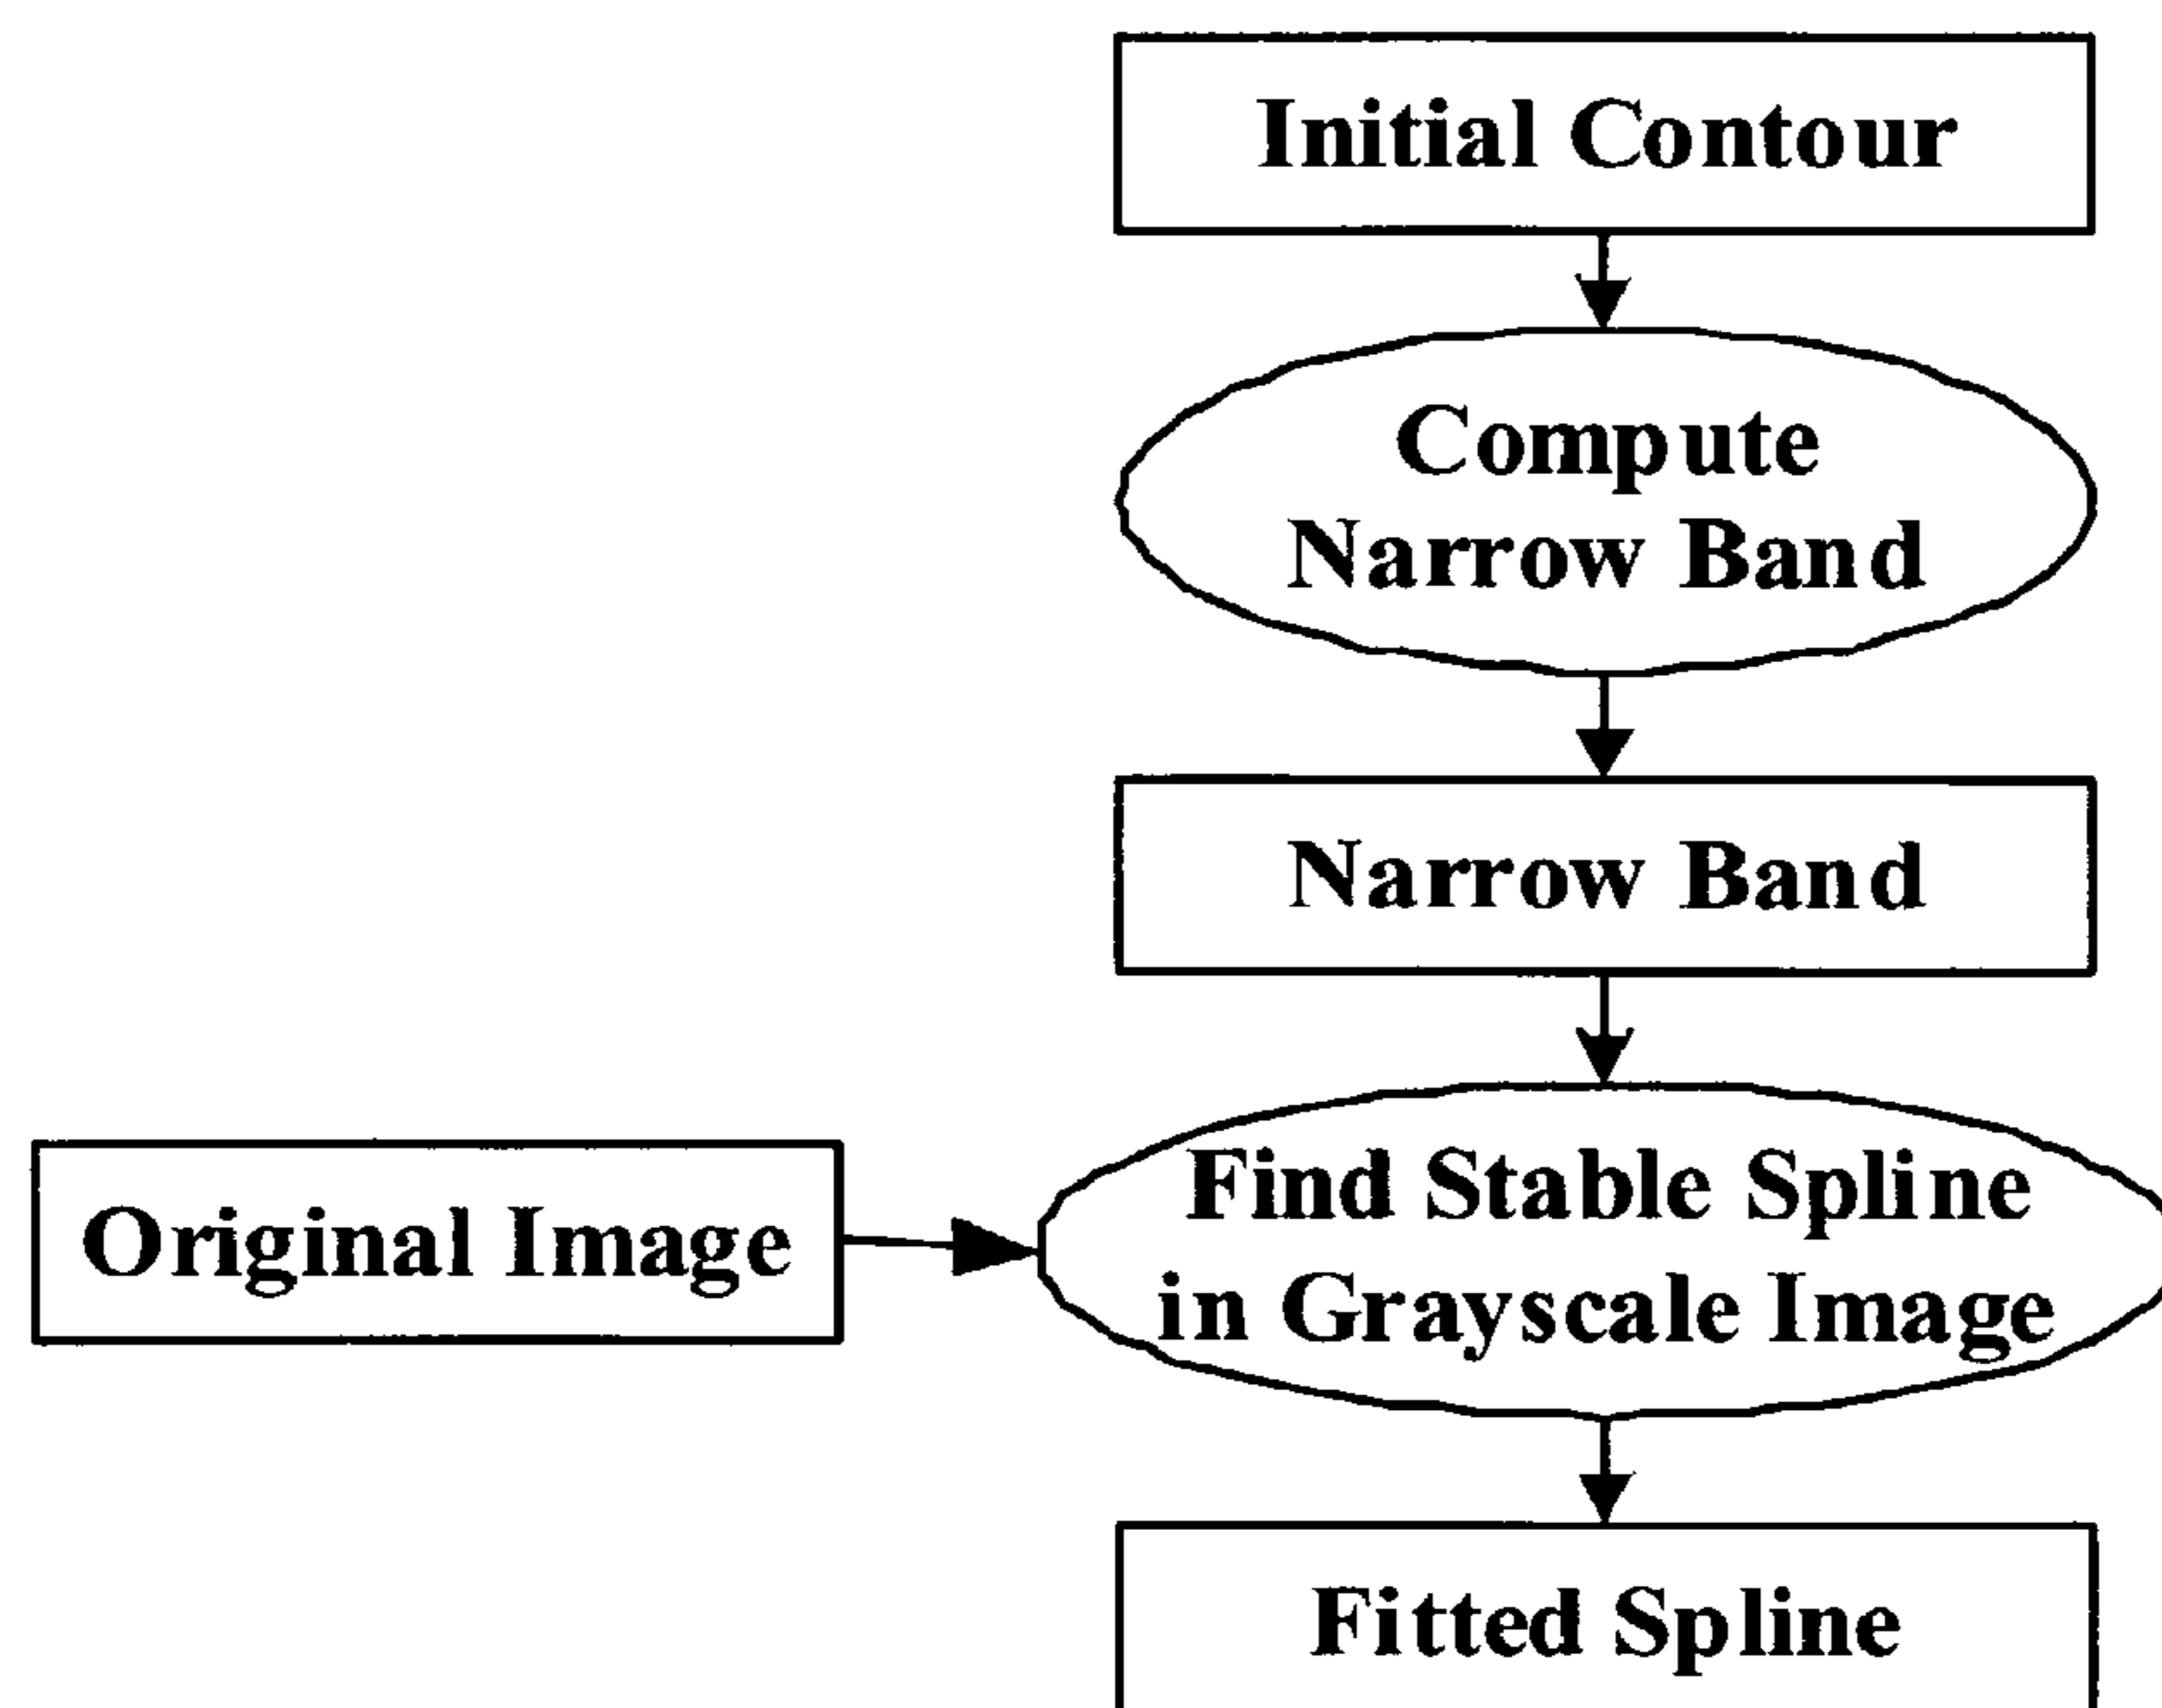 Initial Contour
Compute
Narrow Band
Narrow Band
Original Image
Find Stable Spline
in Grayscale Image
Fitted Spline